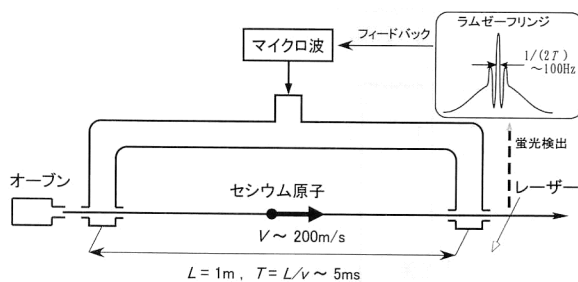 ラムゼーフリンジ
1/(2T)
～100Hz
フィードバック
マイクロ波
蛍光検出
オーブン
セシウム原子
レーザー
V～200m/s
L = 1m , T = L/v ～ 5ms